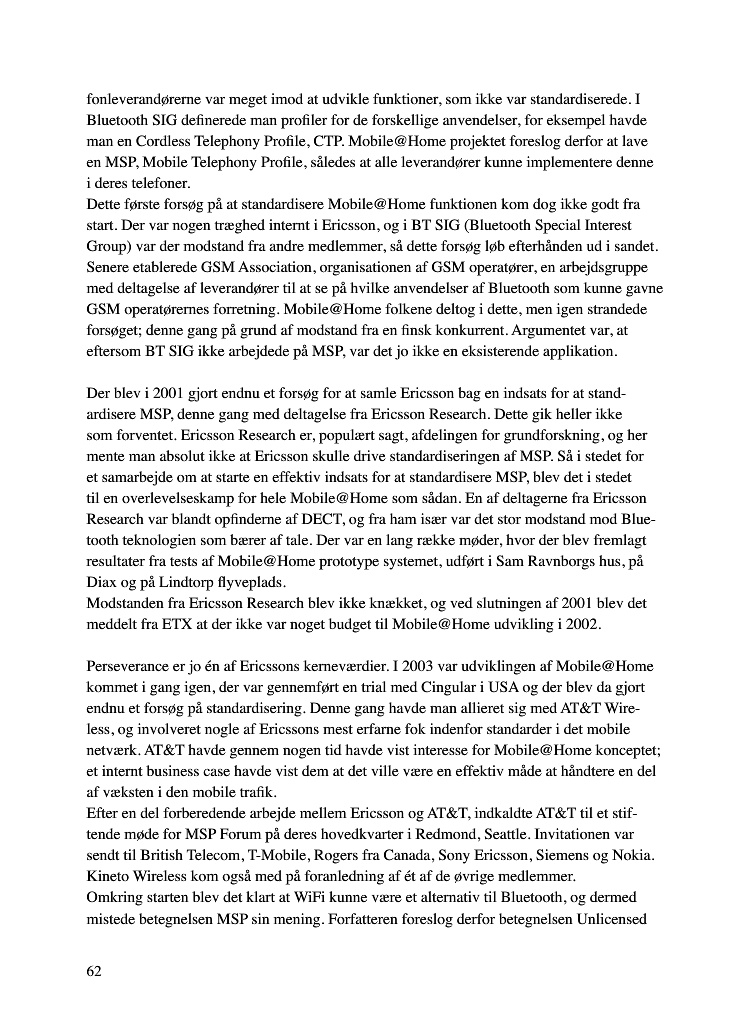 fonleverandørerne var meget imod at udvikle funktioner, som ikke var standardiserede. I
Bluetooth SIG definerede man profiler for de forskellige anvendelser, for eksempel havde
man en Cordless Telephony Profile, CTP. Mobile@Home projektet foreslog derfor at lave
en MSP, Mobile Telephony Profile, således at alle leverandører kunne implementere denne
i deres telefoner.
Dette første forsøg på at standardisere Mobile@Home funktionen kom dog ikke godt fra
start. Der var nogen træghed internt i Ericsson, og i BT SIG (Bluetooth Special Interest
Group) var der modstand fra andre medlemmer, så dette forsøg løb efterhånden ud i sandet.
Senere etablerede GSM Association, organisationen af GSM operatører, en arbejdsgruppe
med deltagelse af leverandører til at se på hvilke anvendelser af Bluetooth som kunne gavne
GSM operatørernes forretning. Mobile@Home folkene deltog i dette, men igen strandede
forsøget; denne gang på grund af modstand fra en finsk konkurrent. Argumentet var, at
eftersom BT SIG ikke arbejdede på MSP, var det jo ikke en eksisterende applikation.
Der blev i 2001 gjort endnu et forsøg for at samle Ericsson bag en indsats for at stand-
ardisere MSP, denne gang med deltagelse fra Ericsson Research. Dette gik heller ikke
som forventet. Ericsson Research er, populært sagt, afdelingen for grundforskning, og her
mente man absolut ikke at Ericsson skulle drive standardiseringen af MSP. Så i stedet for
et samarbejde om at starte en effektiv indsats for at standardisere MSP, blev det i stedet
til en overlevelseskamp for hele Mobile@Home som sådan. En af deltagerne fra Ericsson
Research var blandt opfinderne af DECT, og fra ham især var det stor modstand mod Blue-
tooth teknologien som bærer af tale. Der var en lang række møder, hvor der blev fremlagt
resultater fra tests af Mobile@Home prototype systemet, udført i Sam Ravnborgs hus, på
Diax og på Lindtorp flyveplads.
Modstanden fra Ericsson Research blev ikke knækket, og ved slutningen af 2001 blev det
meddelt fra ETX at der ikke var noget budget til Mobile@Home udvikling i 2002.
Perseverance er jo én af Ericssons kerneværdier. I 2003 var udviklingen af Mobile@Home
kommet i gang igen, der var gennemført en trial med Cingular i USA og der blev da gjort
endnu et forsøg på standardisering. Denne gang havde man allieret sig med AT&T Wire-
less, og involveret nogle af Ericssons mest erfarne fok indenfor standarder i det mobile
netværk. AT&T havde gennem nogen tid havde vist interesse for Mobile@Home konceptet;
et internt business case havde vist dem at det ville være en effektiv måde at håndtere en del
af væksten i den mobile trafik.
Efter en del forberedende arbejde mellem Ericsson og AT&T, indkaldte AT&T til et stif-
tende møde for MSP Forum på deres hovedkvarter i Redmond, Seattle. Invitationen var
sendt til British Telecom, T-Mobile, Rogers fra Canada, Sony Ericsson, Siemens og Nokia.
Kineto Wireless kom også med på foranledning af ét af de øvrige medlemmer.
Omkring starten blev det klart at WiFi kunne være et alternativ til Bluetooth, og dermed
mistede betegnelsen MSP sin mening. Forfatteren foreslog derfor betegnelsen Unlicensed
62